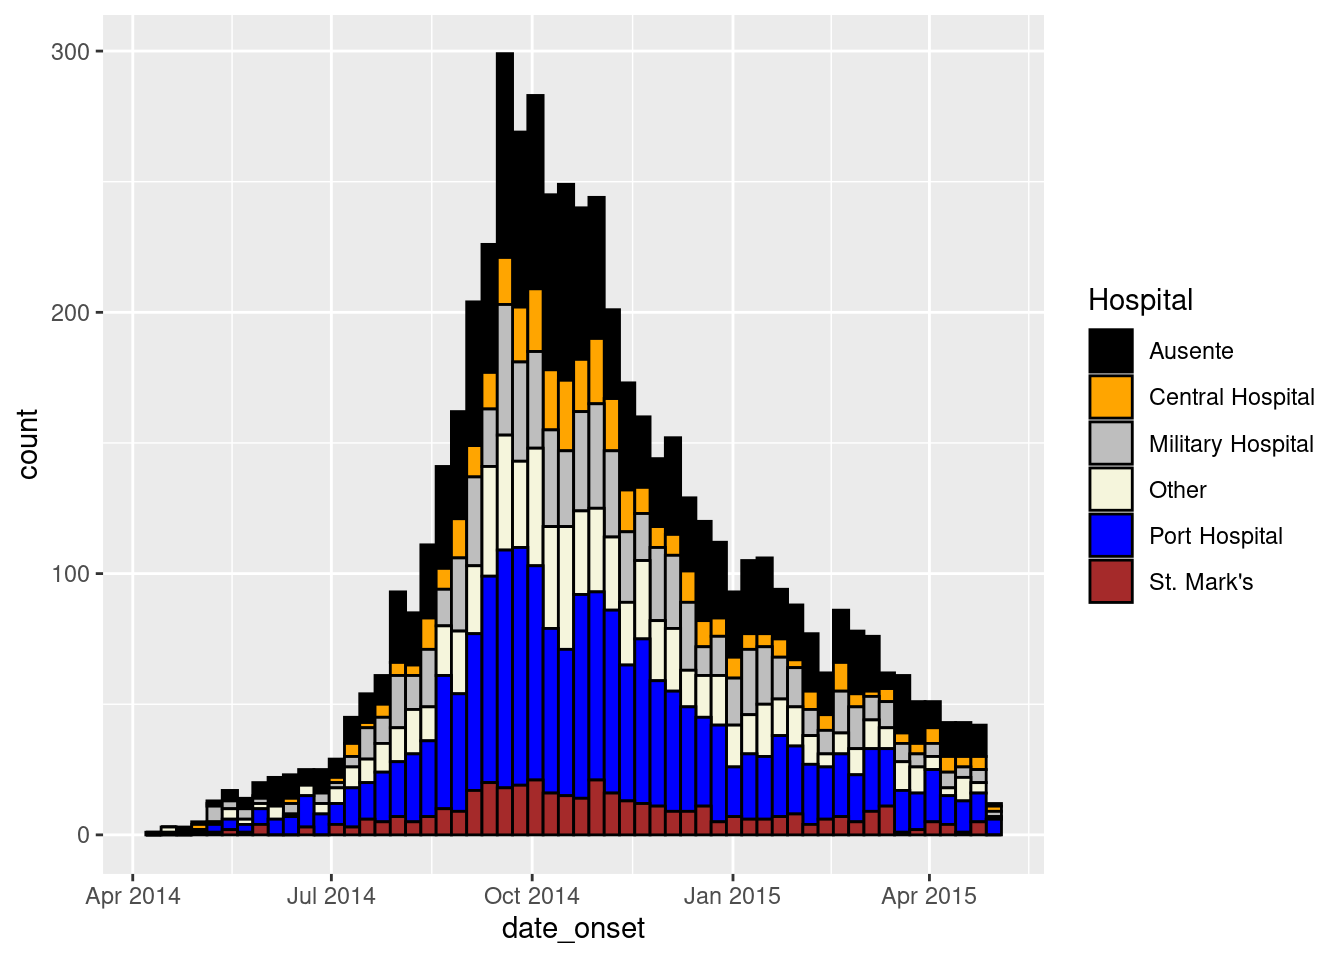 300
200
100
0
count
Apr 2014
Jul 2014
Oct 2014
Jan 2015
Apr 2015
date_onset
Hospital
Ausente
Central Hospital
Military Hospital
Other
Port Hospital
St. Mark's